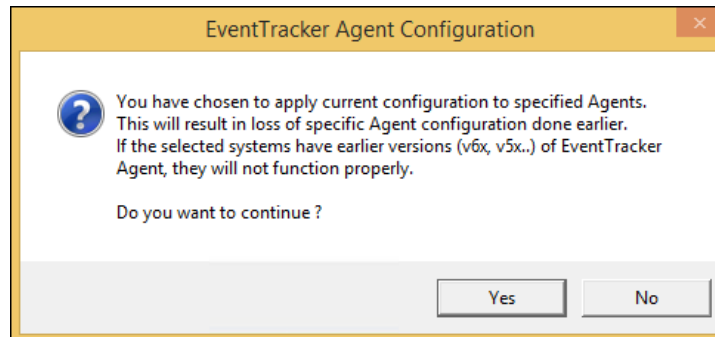 EventTracker Agent Configuration
You have chosen to apply current configuration to specified Agents.
This will result in loss of specific Agent configuration done earlier.
If the selected systems have earlier versions (v6x, v5x..) of EventTracker
Agent, they will not function properly.
Do you want to continue ?
Yes
No